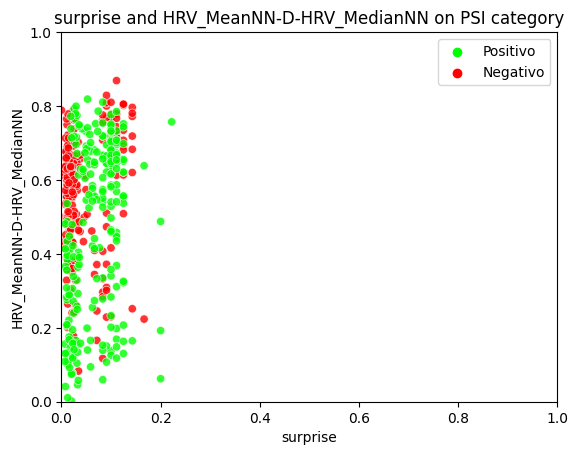 surprise and HRV_MeanNN-D-HRV_MedianNN on PSI category
Positivo
Negativo
HRV_MeanNN-D-HRV_MedianNN
1.0
0.8
0.6
0.4
0.2
0.0
0.0 0.2 0.4 0.6 0.8 1.0
surprise